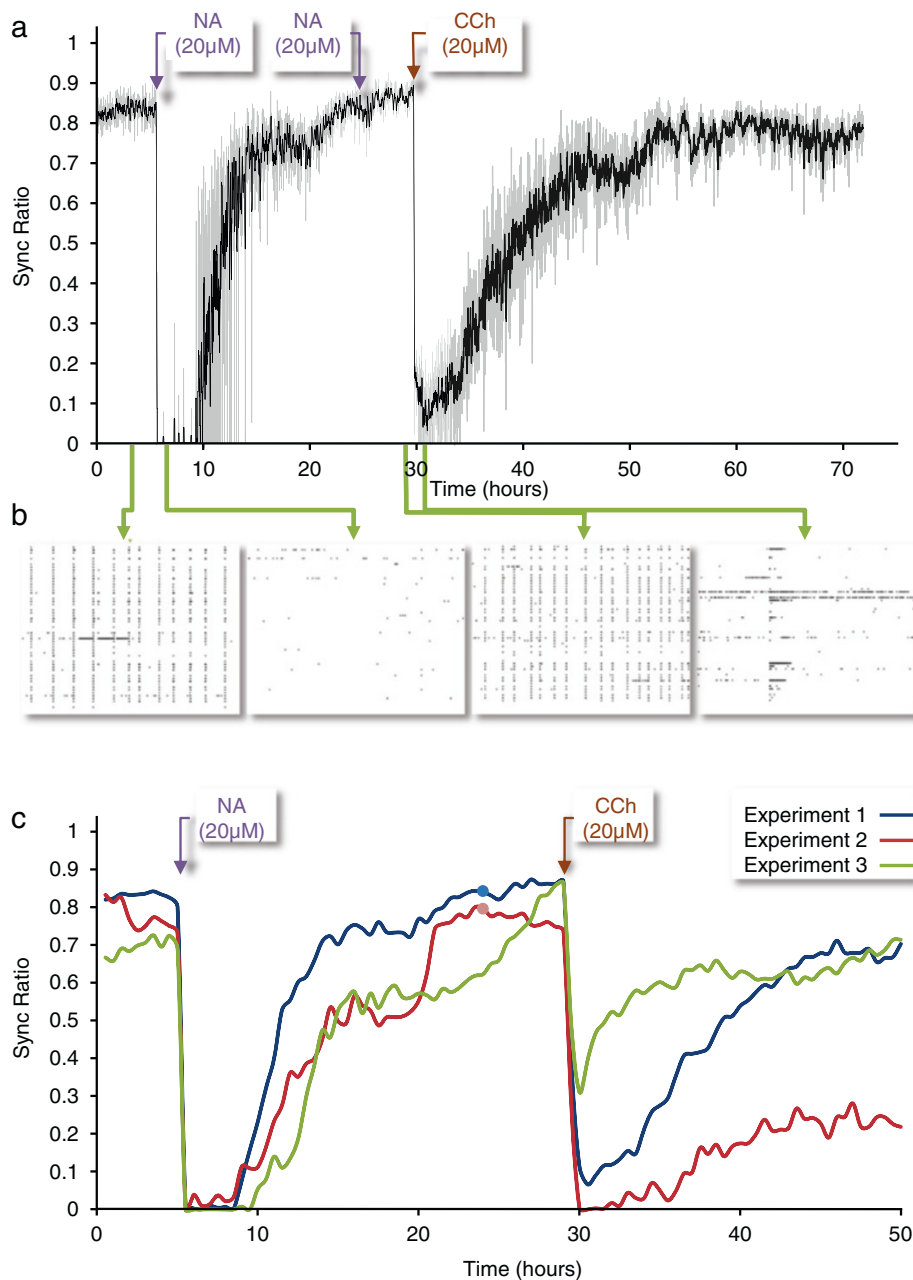 a
NA
(20µM)
NA
(20µM)
CCh
(20µM)
1
0.9
0.8
0.7
0.6
0.5
0.4
0.3
0.2
0.1
0
Sync Ratio
0 10 20 30 40 50 60 70
Time (hours)
b
c
NA
(20µM)
CCh
(20µM)
Experiment 1
Experiment 2
Experiment 3
1
0.9
0.8
0.7
0.6
0.5
0.4
0.3
0.2
0.1
0
Sync Ratio
0 10 20 30 40 50
Time (hours)